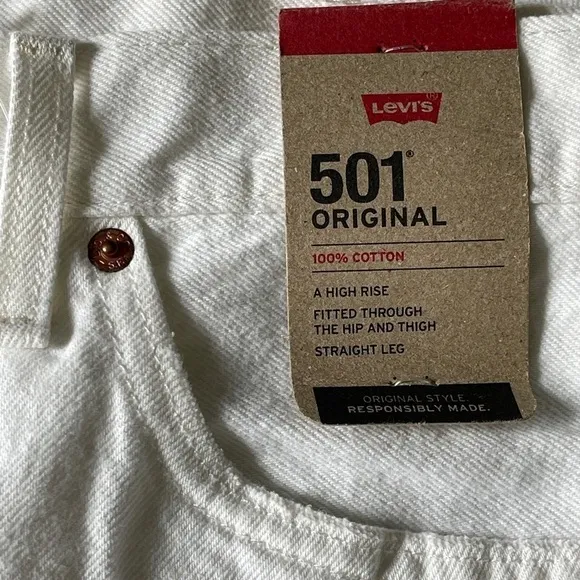 LEVI'S
501®
ORIGINAL
100% COTTON
A HIGH RISE
FITTED THROUGH
THE HIP AND THIGH
STRAIGHT LEG
ORIGINAL STYLE.
RESPONSIBLY MADE.